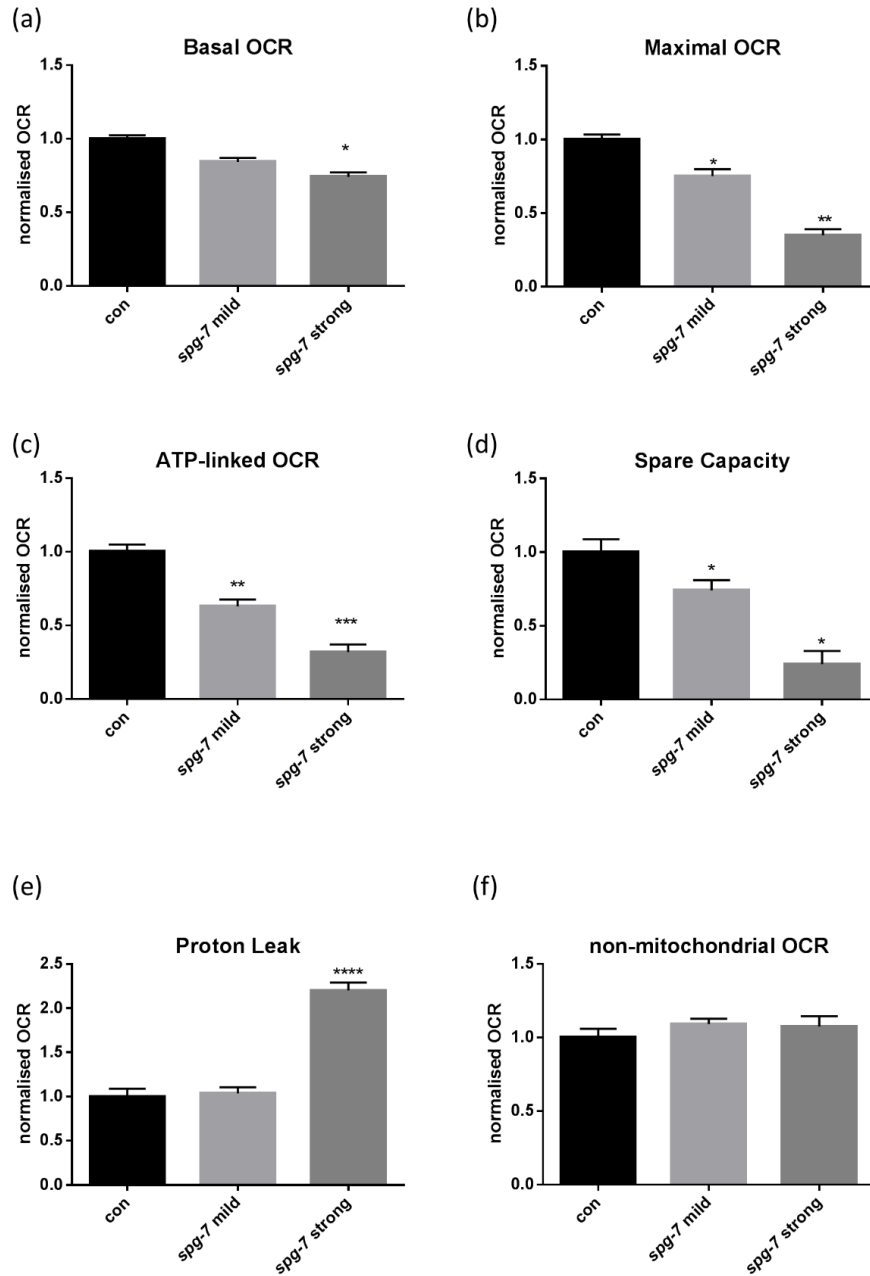 (a)
Basal OCR
normalised OCR
1.5
1.0
0.5
0.0
*
con
spg-7 mild
spg-7 strong
(b)
Maximal OCR
normalised OCR
1.5
1.0
0.5
0.0
*
**
con
spg-7 mild
spg-7 strong
(c)
ATP-linked OCR
normalised OCR
1.5
1.0
0.5
0.0
**
***
con
spg-7 mild
spg-7 strong
(d)
Spare Capacity
normalised OCR
1.5
1.0
0.5
0.0
*
*
con
spg-7 mild
spg-7 strong
(e)
Proton Leak
normalised OCR
2.5
2.0
1.5
1.0
0.5
0.0
****
con
spg-7 mild
spg-7 strong
(f)
non-mitochondrial OCR
normalised OCR
1.5
1.0
0.5
0.0
con
spg-7 mild
spg-7 strong